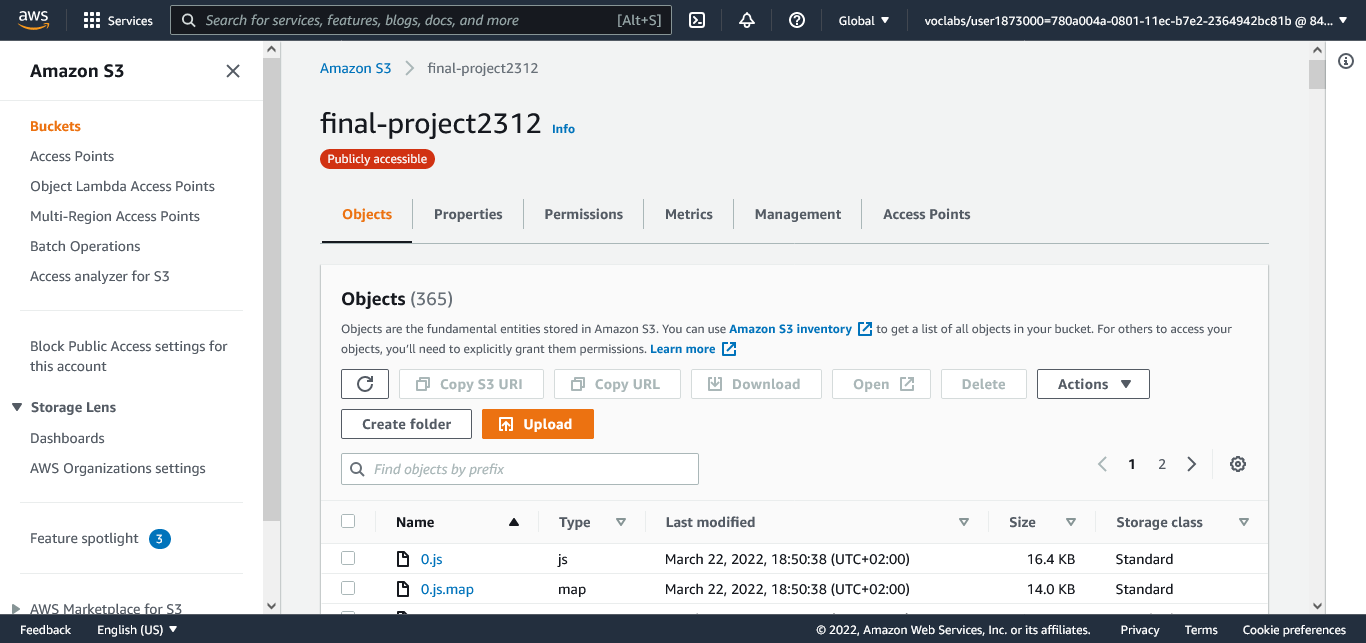 aws
Services
Search for services, features, blogs, docs, and more
[Alt+S]
Global
voclabs/user1873000=780a004a-0801-11ec-b7e2-2364942bc81b @ 84...
Amazon S3
Buckets
Access Points
Object Lambda Access Points
Multi-Region Access Points
Batch Operations
Access analyzer for S3
Block Public Access settings for
this account
Storage Lens
Dashboards
AWS Organizations settings
Feature spotlight 3
AWS Marketplace for S3
Amazon S3 final-project2312
final-project2312 Info
Publicly accessible
Objects Properties Permissions Metrics Management Access Points
Objects (365)
Objects are the fundamental entities stored in Amazon S3. You can use Amazon S3 inventory to get a list of all objects in your bucket. For others to access your
objects, you'll need to explicitly grant them permissions. Learn more
Copy S3 URI Copy URL Download Open Delete Actions
Create folder Upload
Find objects by prefix
1 2
Name Type Last modified Size Storage class
0.js js March 22, 2022, 18:50:38 (UTC+02:00) 16.4 KB Standard
0.js.map map March 22, 2022, 18:50:38 (UTC+02:00) 14.0 KB Standard
Feedback English (US) © 2022, Amazon Web Services, Inc. or its affiliates. Privacy Terms Cookie preferences